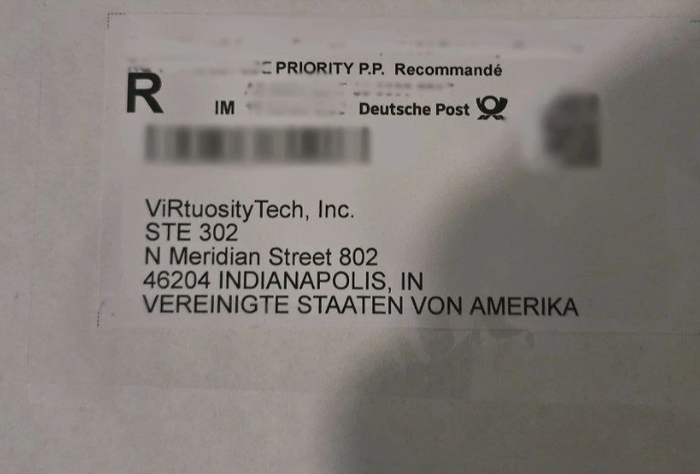 PRIORITY P.P. Recommandé
R
IM
Deutsche Post
ViRtuosityTech, Inc.
STE 302
N Meridian Street 802
46204 INDIANAPOLIS, IN
VEREINIGTE STAATEN VON AMERIKA